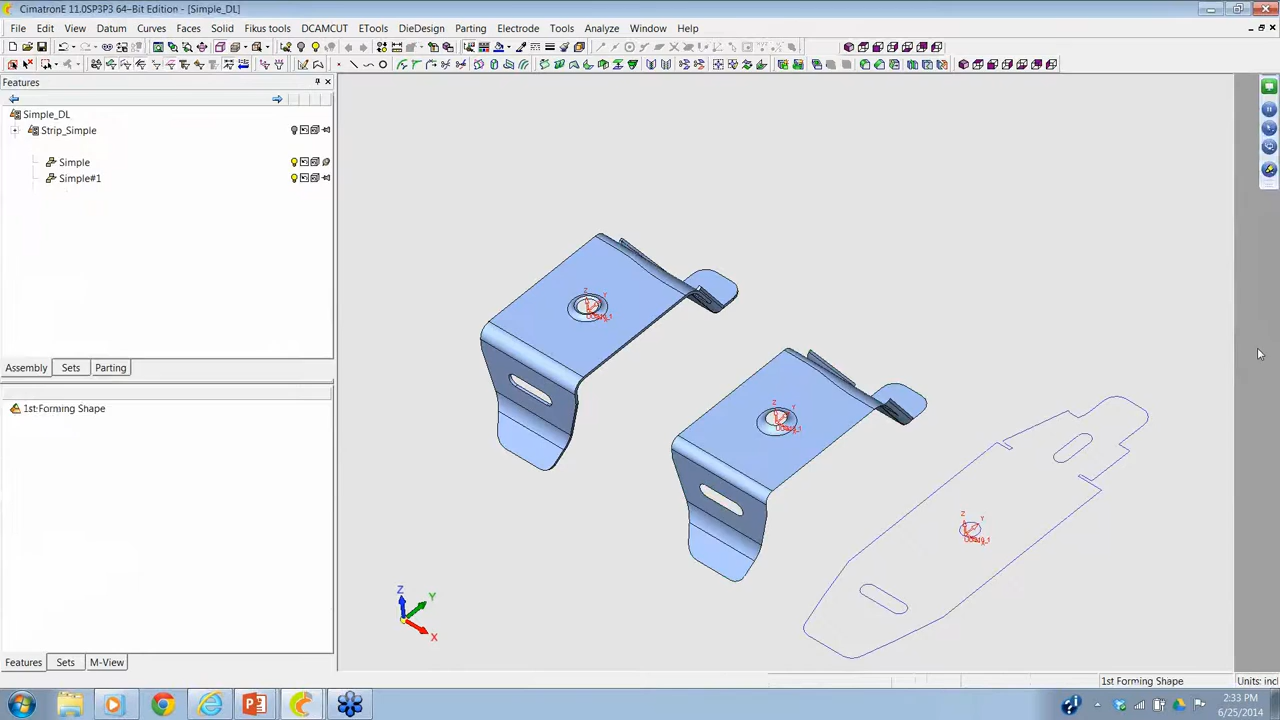 CimatronE 11.0SP3P3 64-Bit Edition - [Simple_DL]
File Edit View Datum Curves Faces Solid Fikus tools DCAMCUT ETools DieDesign Parting Electrode Tools Analyze Window Help
Features
Simple_DL
Strip_Simple
Simple
Simple#1
Assembly Sets Parting
1st:Forming Shape
Z
Y
Z
Y
Z
Y
Z
Y
X
Features Sets M-View
1st Forming Shape Units: incl
2:33 PM
6/25/2014